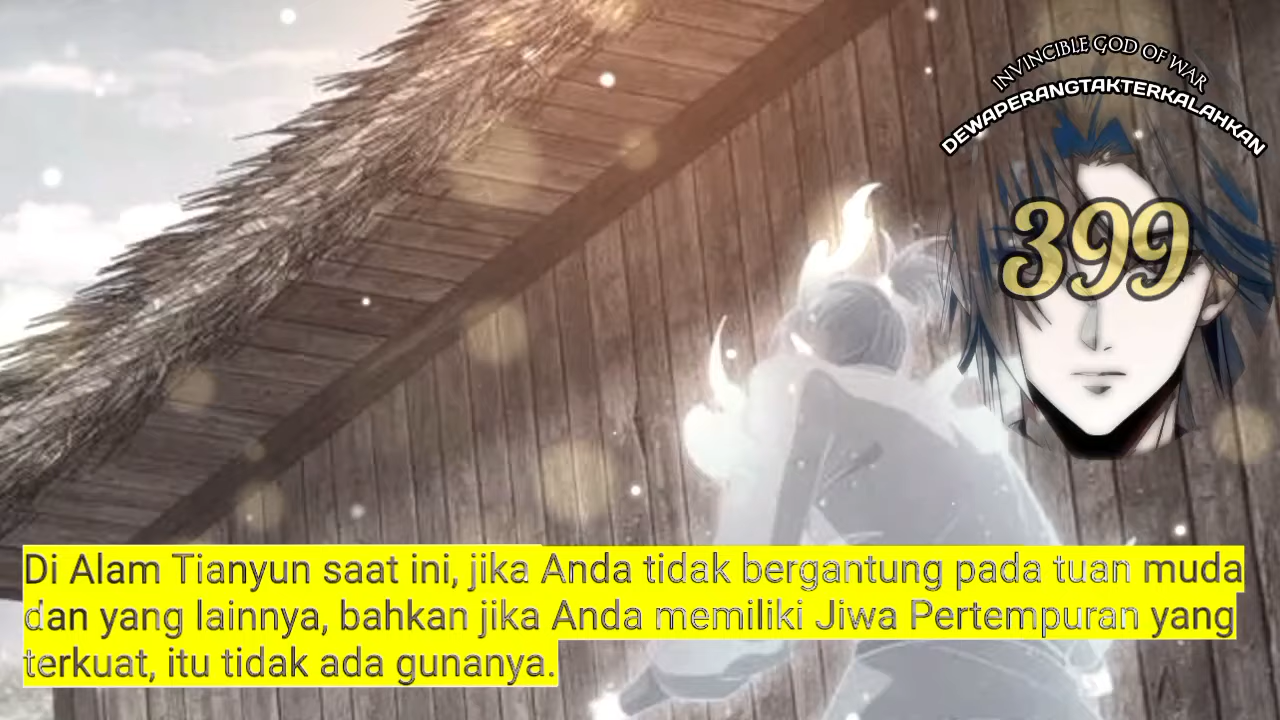 INVINCIBLE GOD OF WAR
DEWAPERANGTAKTERKALAHKAN
399
Di Alam Tianyun saat ini, jika Anda tidak bergantung pada tuan muda
dan yang lainnya, bahkan jika Anda memiliki Jiwa Pertempuran yang
terkuat, itu tidak ada gunanya.